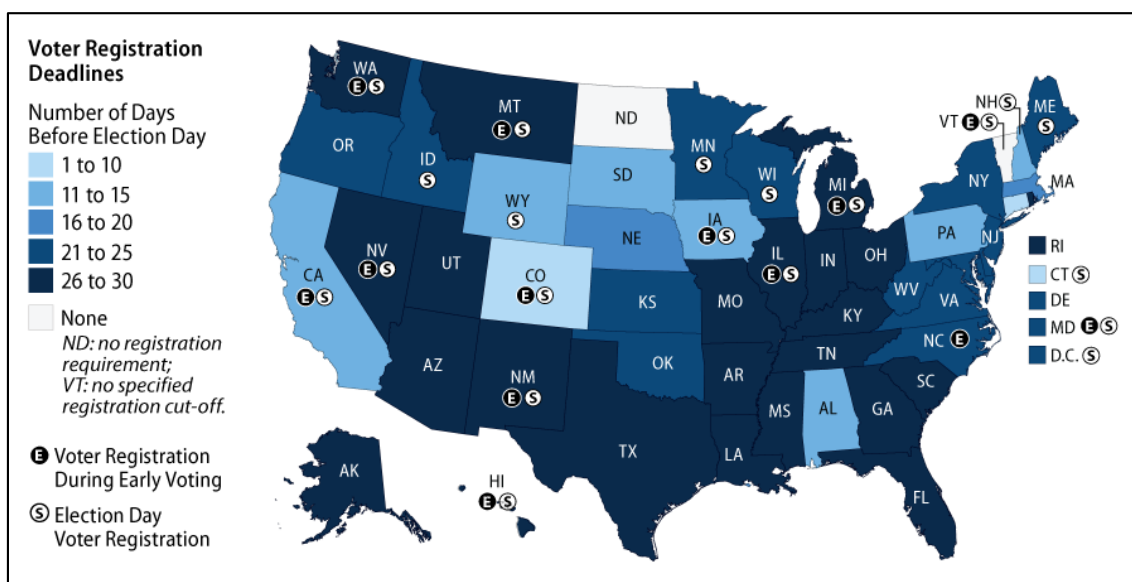 Voter Registration
Deadlines
Number of Days
Before Election Day
1 to 10
11 to 15
16 to 20
21 to 25
26 to 30
None
ND: no registration
requirement;
VT: no specified
registration cut-off.
E Voter Registration
During Early Voting
S Election Day
Voter Registration
WA
E S
MT
E S
ND
MN
S
OR
ID
S
SD
WI
S
MI
E S
NH S
VT E S
ME
S
NY
MA
WY
S
IA
E S
NE
PA
NJ
NV
E S
UT
CO
E S
CA
E S
KS
MO
IL
E S
IN
OH
WV
VA
KY
RI
CT S
DE
MD E S
D.C. S
AZ
NM
E S
OK
AR
TN
NC E
SC
MS
AL
GA
TX
LA
FL
AK
HI
E S